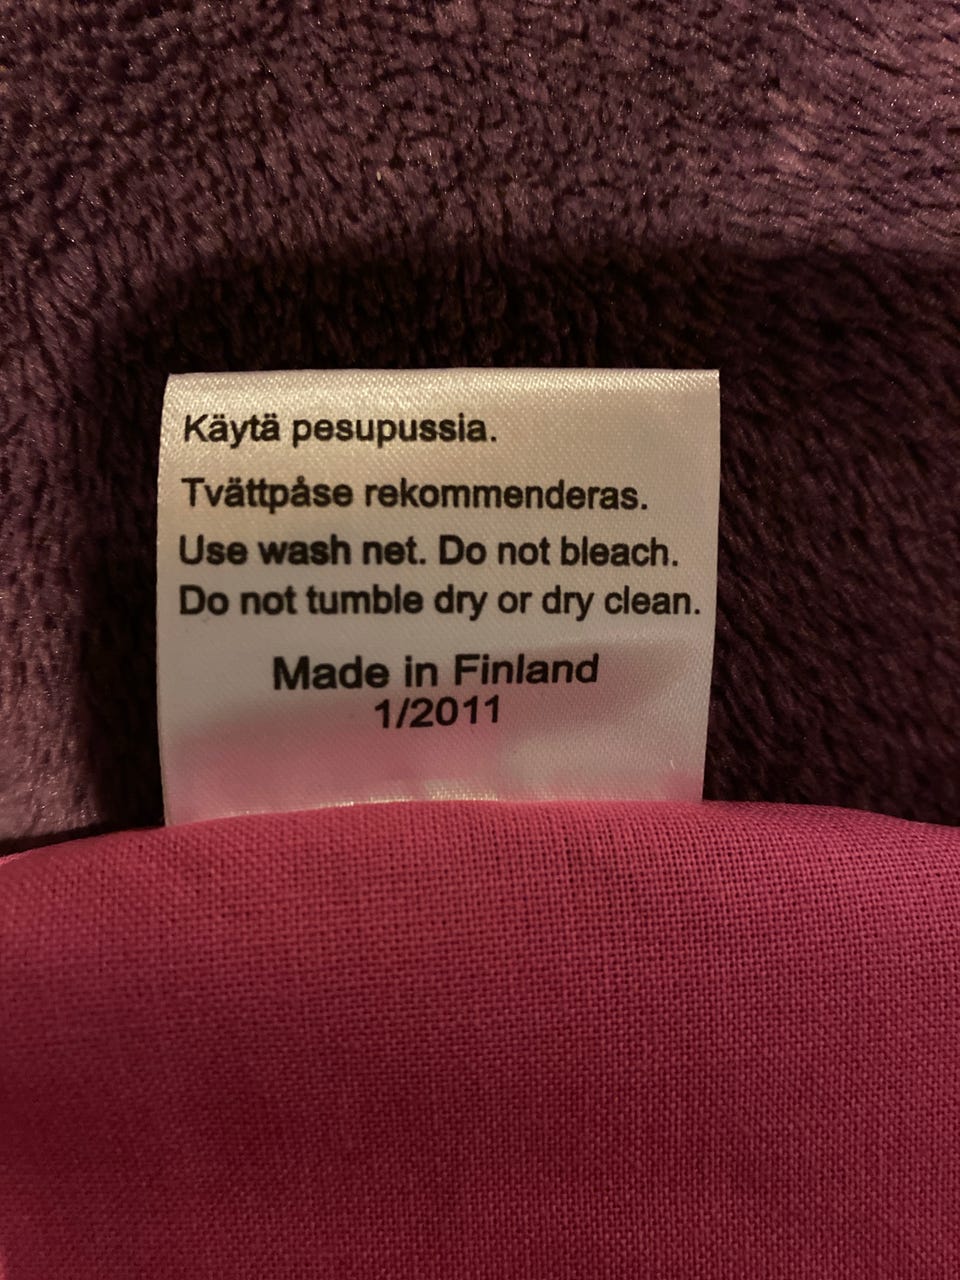 Käytä pesupussia.
Tvättpåse rekommenderas.
Use wash net. Do not bleach.
Do not tumble dry or dry clean.
Made in Finland
1/2011